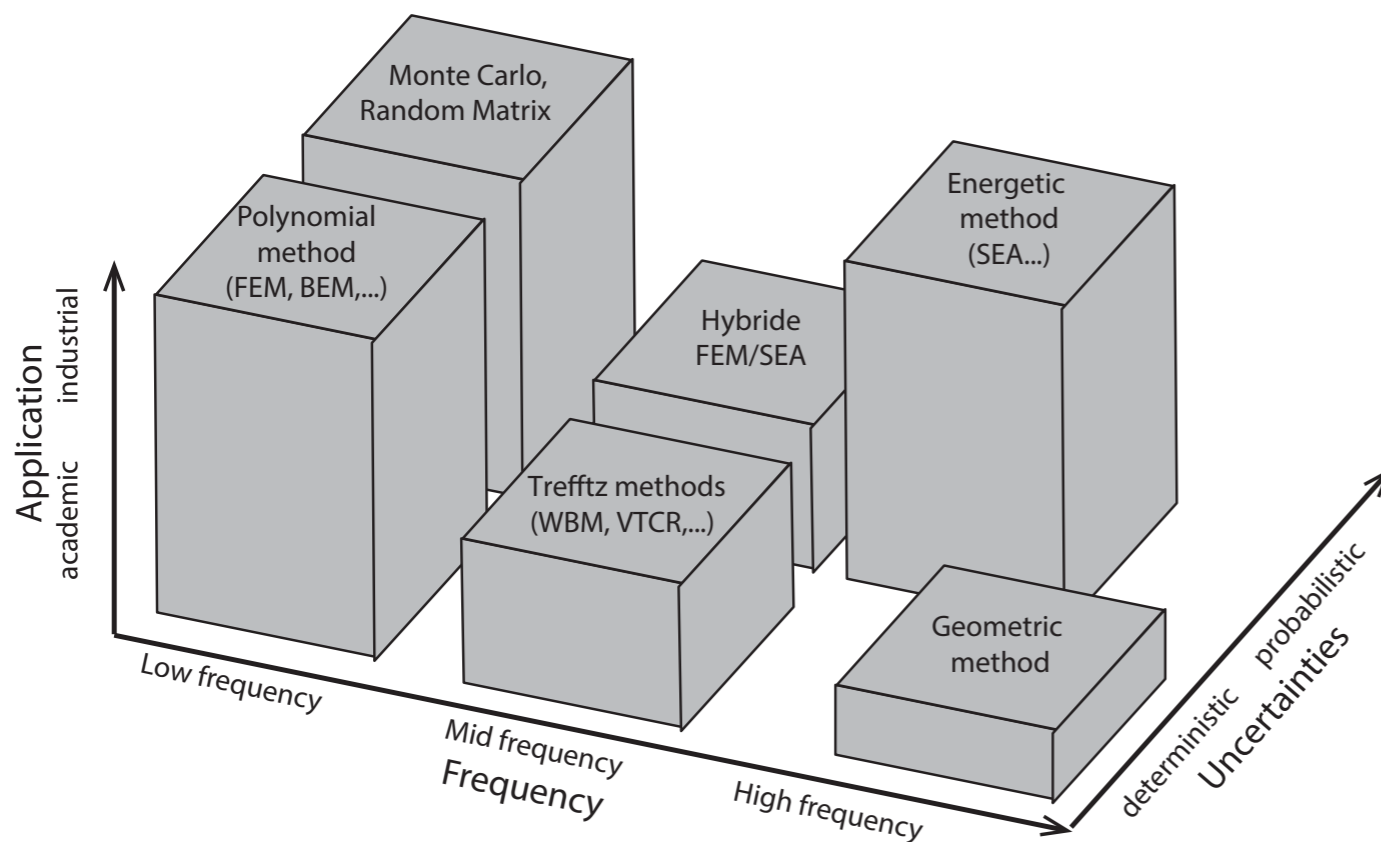 Monte Carlo,
Random Matrix
Polynomial
method
(FEM, BEM,...)
Energetic
method
(SEA...)
Hybride
FEM/SEA
Trefftz methods
(WBM, VTCR,...)
Geometric
method
Application
academic industrial
Low frequency
Mid frequency
High frequency
Frequency
deterministic probabilistic
Uncertainties